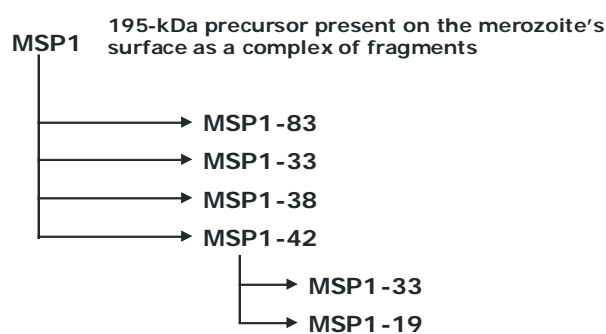 195-kDa precursor present on the merozoite's
MSP1 surface as a complex of fragments
MSP1-83
MSP1-33
MSP1-38
MSP1-42
MSP1-33
MSP1-19